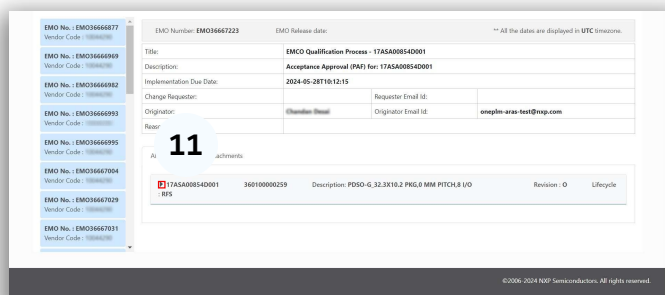 EMO No. : EMO36666877
Vendor Code :
EMO No. : EMO36666969
Vendor Code :
EMO No. : EMO36666982
Vendor Code :
EMO No. : EMO36666993
Vendor Code :
EMO No. : EMO36666995
Vendor Code :
EMO No. : EMO36667004
Vendor Code :
EMO No. : EMO36667029
Vendor Code :
EMO No. : EMO36667031
Vendor Code :
EMO Number: EMO36667223 EMO Release date: ** All the dates are displayed in UTC timezone.
Title: EMCO Qualification Process - 17ASA00854D001
Description: Acceptance Approval (PAF) for: 17ASA00854D001
Implementation Due Date: 2024-05-28T10:12:15
Change Requester: Requester Email Id:
Originator: Originator Email Id: oneplm-aras-test@nxp.com
Reaso
11
A achments
17ASA00854D001 360100000259 Description: PDSO-G_32.3X10.2 PKG,0 MM PITCH,8 I/O Revision : O Lifecycle
: RFS
©2006-2024 NXP Semiconductors. All rights reserved.